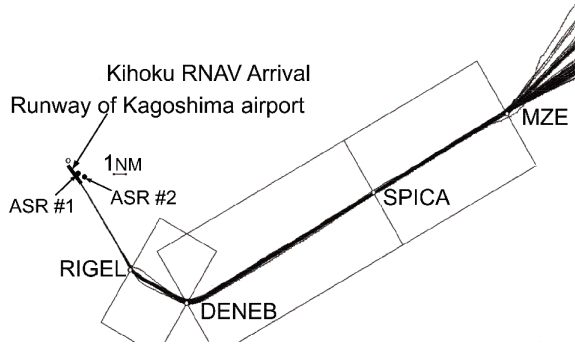 Kihoku RNAV Arrival
Runway of Kagoshima airport
1NM
ASR #1
ASR #2
MZE
SPICA
RIGEL
DENEB